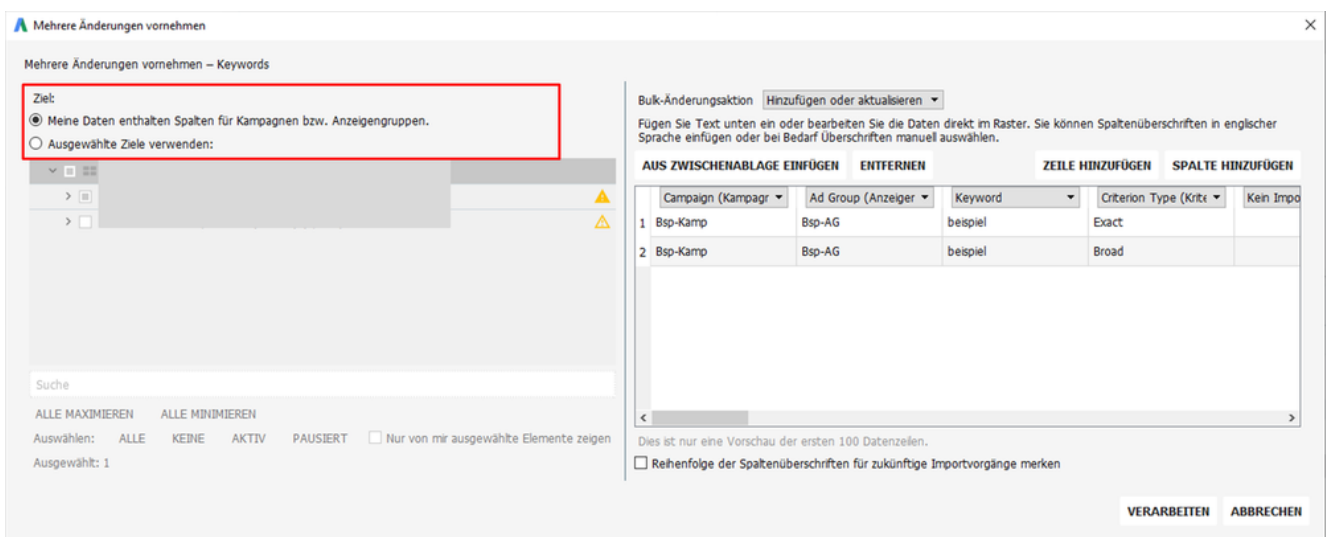 Mehrere Änderungen vornehmen
Mehrere Änderungen vornehmen – Keywords
Ziel:
Meine Daten enthalten Spalten für Kampagnen bzw. Anzeigengruppen.
Ausgewählte Ziele verwenden:
Suche
ALLE MAXIMIEREN ALLE MINIMIEREN
Auswählen: ALLE KEINE AKTIV PAUSIERT Nur von mir ausgewählte Elemente zeigen
Ausgewählt: 1
Bulk-Änderungsaktion Hinzufügen oder aktualisieren
Fügen Sie Text unten ein oder bearbeiten Sie die Daten direkt im Raster. Sie können Spaltenüberschriften in englischer
Sprache einfügen oder bei Bedarf Überschriften manuell auswählen.
AUS ZWISCHENABLAGE EINFÜGEN ENTFERNEN ZEILE HINZUFÜGEN SPALTE HINZUFÜGEN
Campaign (Kampagr Ad Group (Anzeiger Keyword Criterion Type (Krite Kein Impo
1 Bsp-Kamp Bsp-AG beispiel Exact
2 Bsp-Kamp Bsp-AG beispiel Broad
Dies ist nur eine Vorschau der ersten 100 Datenzeilen.
Reihenfolge der Spaltenüberschriften für zukünftige Importvorgänge merken
VERARBEITEN ABBRECHEN